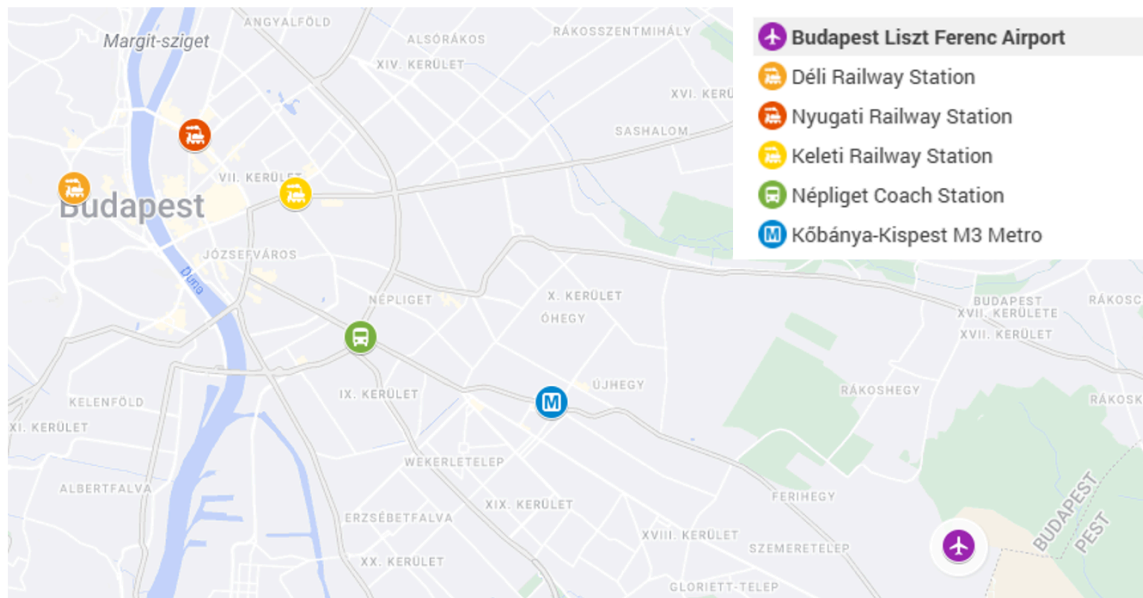 ANGYALFÖLD
Margit-sziget
ALSÓRÁKOS
RÁKOSSZENTMIHÁLY
XIV. KERÜLET
XVI. KERÜ
SASHALOM
VII. KERÜLET
Budapest
JÓZSEFVÁROS
Duna
NÉPLIGET
X. KERÜLET
ÓHEGY
BUDAPEST
XVII. KERÜLETE
RÁKOSC
XVII. KERÜLET
ÚJHEGY
RÁKOSHEGY
IX. KERÜLET
KELENFÖLD
RÁKOSK
XI. KERÜLET
WEKERLETELEP
ALBERTFALVA
FERIHEGY
XIX. KERÜLET
ERZSÉBETFALVA
XVIII. KERÜLET
SZEMERETELEP
BUDAPEST
PEST
XX. KERÜLET
GLORIETT-TELEP
M
Budapest Liszt Ferenc Airport
Déli Railway Station
Nyugati Railway Station
Keleti Railway Station
Népliget Coach Station
M Kőbánya-Kispest M3 Metro